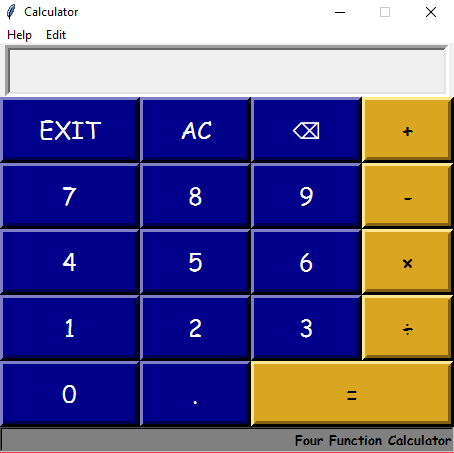 Calculator
Help Edit
EXIT AC ⌫ +
7 8 9 -
4 5 6 ×
1 2 3 ÷
0 . =
Four Function Calculator